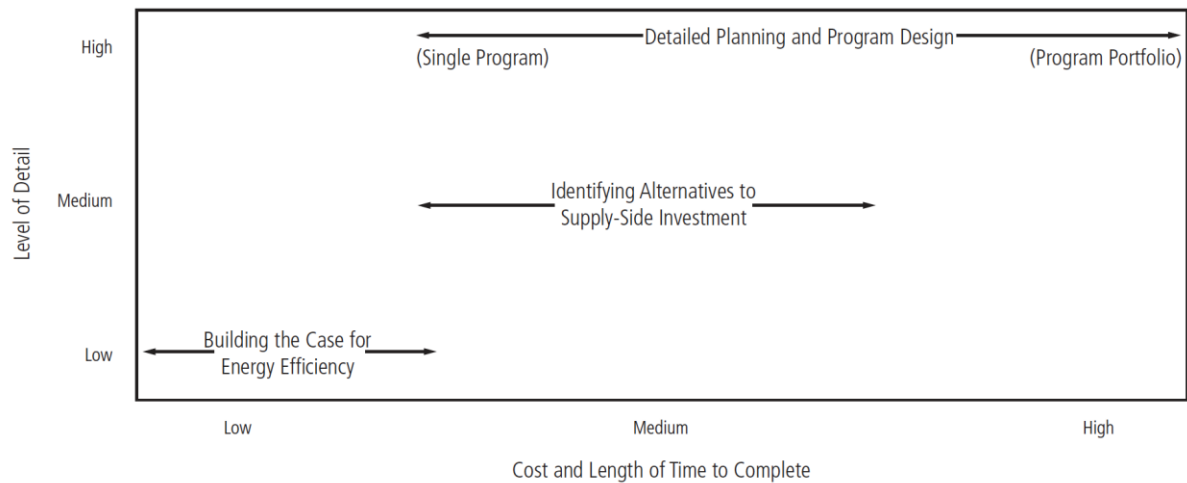 High
Detailed Planning and Program Design
(Single Program)
(Program Portfolio)
Level of Detail
Medium
Identifying Alternatives to
Supply-Side Investment
Low
Building the Case for
Energy Efficiency
Low
Medium
High
Cost and Length of Time to Complete